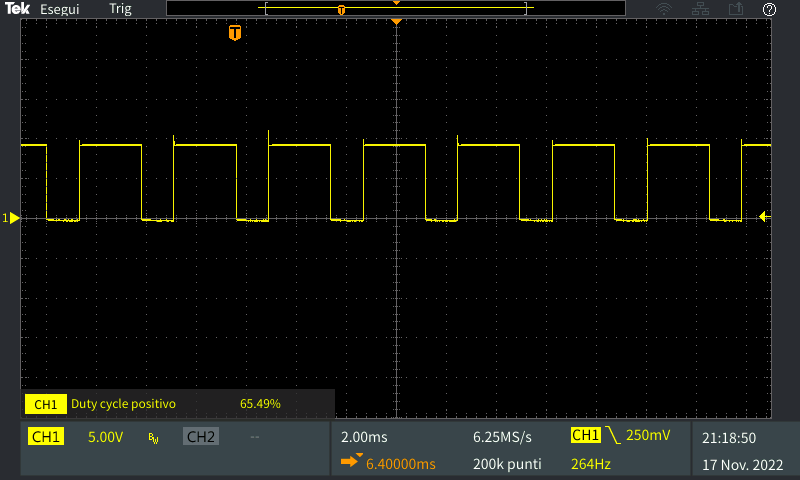 Tek Esegui Trig ?
T
T
1
CH1 Duty cycle positivo 65.49%
CH1 5.00V BW CH2 -- 2.00ms 6.25MS/s CH1 250mV 21:18:50
6.40000ms 200k punti 264Hz 17 Nov. 2022